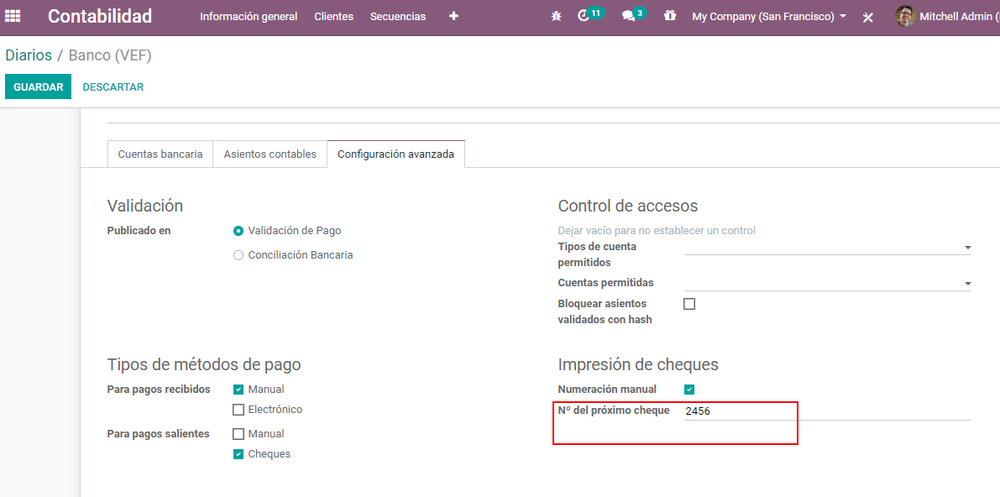 Contabilidad
Información general Clientes Secuencias
11
3
My Company (San Francisco)
Mitchell Admin (
Diarios / Banco (VEF)
GUARDAR DESCARTAR
Cuentas bancaria Asientos contables Configuración avanzada
Validación
Publicado en Validación de Pago
Conciliación Bancaria
Control de accesos
Dejar vacío para no establecer un control
Tipos de cuenta
permitidos
Cuentas permitidas
Bloquear asientos
validados con hash
Tipos de métodos de pago
Para pagos recibidos Manual
Electrónico
Para pagos salientes Manual
Cheques
Impresión de cheques
Numeración manual
Nº del próximo cheque 2456